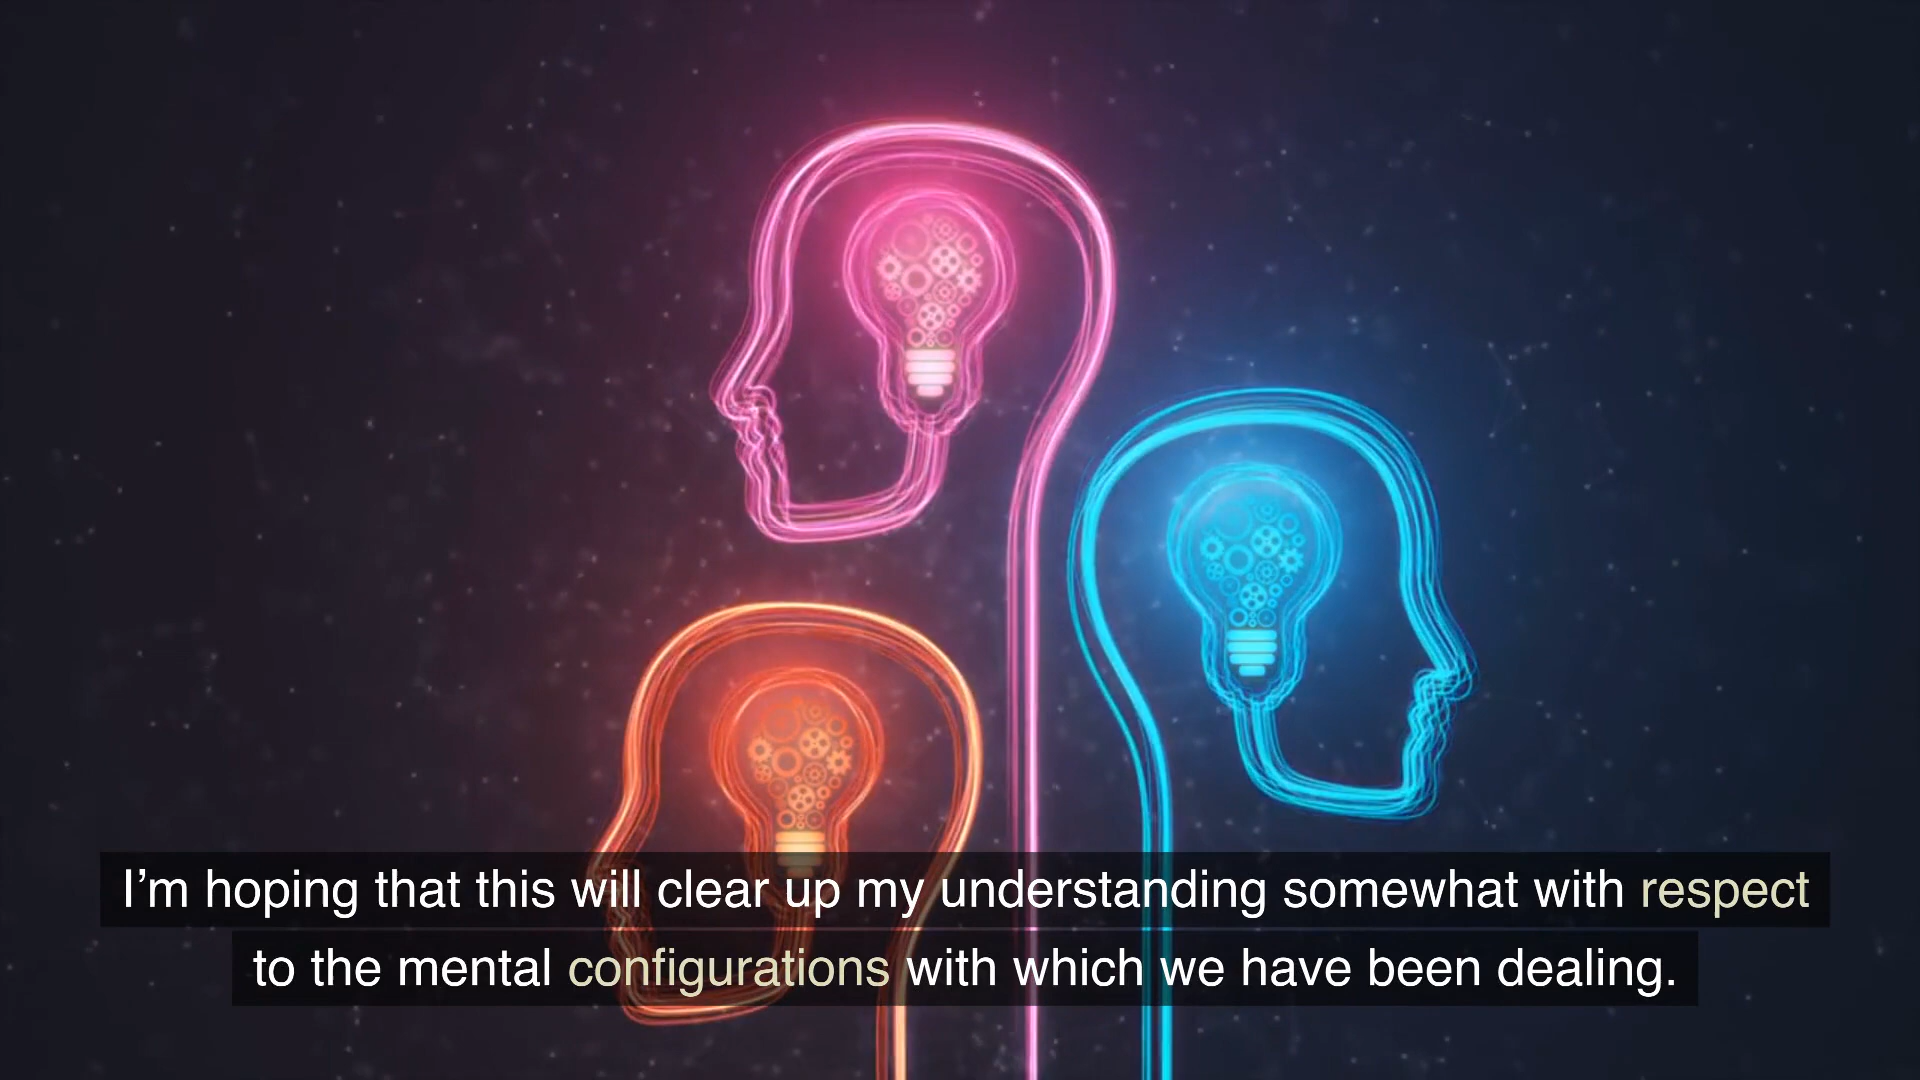 I’m hoping that this will clear up my understanding somewhat with respect
to the mental configurations with which we have been dealing.